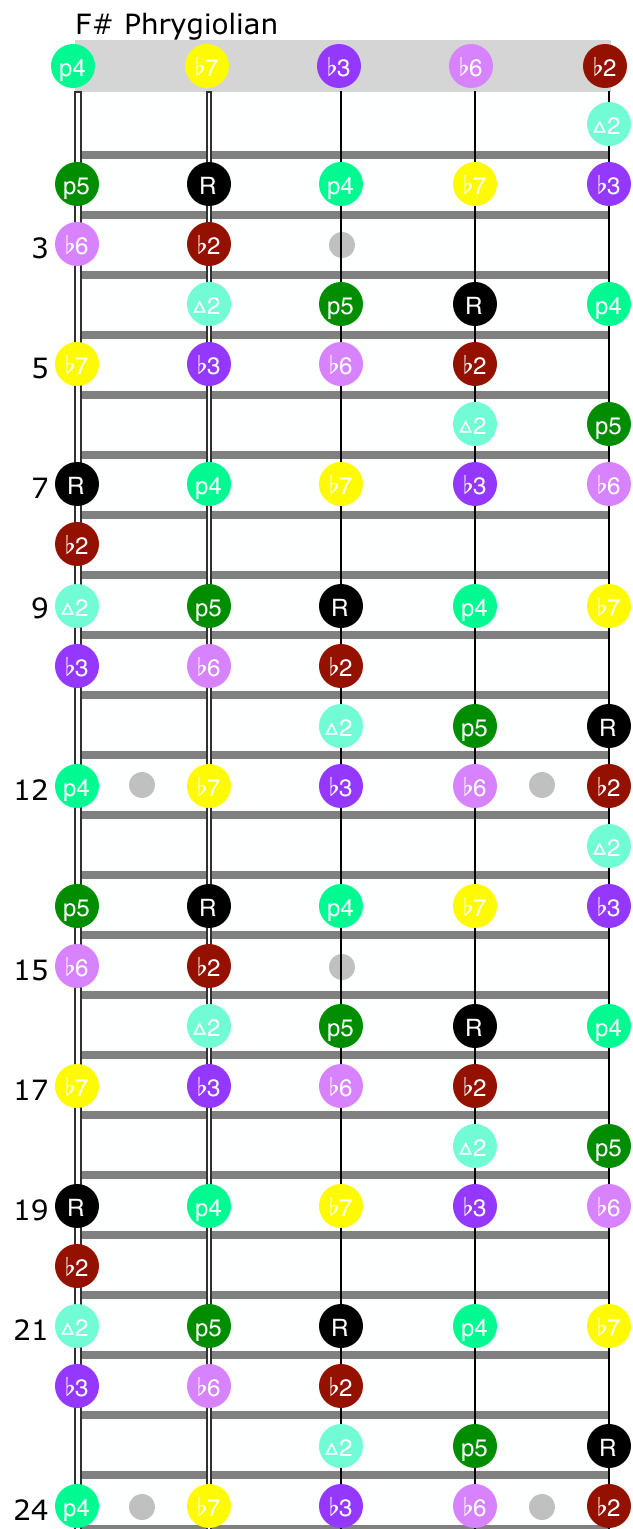 F# Phrygiolian
p4 ♭7 ♭3 ♭6 ♭2
▵2
p5 R p4 ♭7 ♭3
3 ♭6 ♭2
▵2 p5 R p4
5 ♭7 ♭3 ♭6 ♭2
▵2 p5
7 R p4 ♭7 ♭3 ♭6
♭2
9 ▵2 p5 R p4 ♭7
♭3 ♭6 ♭2
▵2 p5 R
12 p4 ♭7 ♭3 ♭6 ♭2
▵2
p5 R p4 ♭7 ♭3
15 ♭6 ♭2
▵2 p5 R p4
17 ♭7 ♭3 ♭6 ♭2
▵2 p5
19 R p4 ♭7 ♭3 ♭6
♭2
21 ▵2 p5 R p4 ♭7
♭3 ♭6 ♭2
▵2 p5 R
24 p4 ♭7 ♭3 ♭6 ♭2